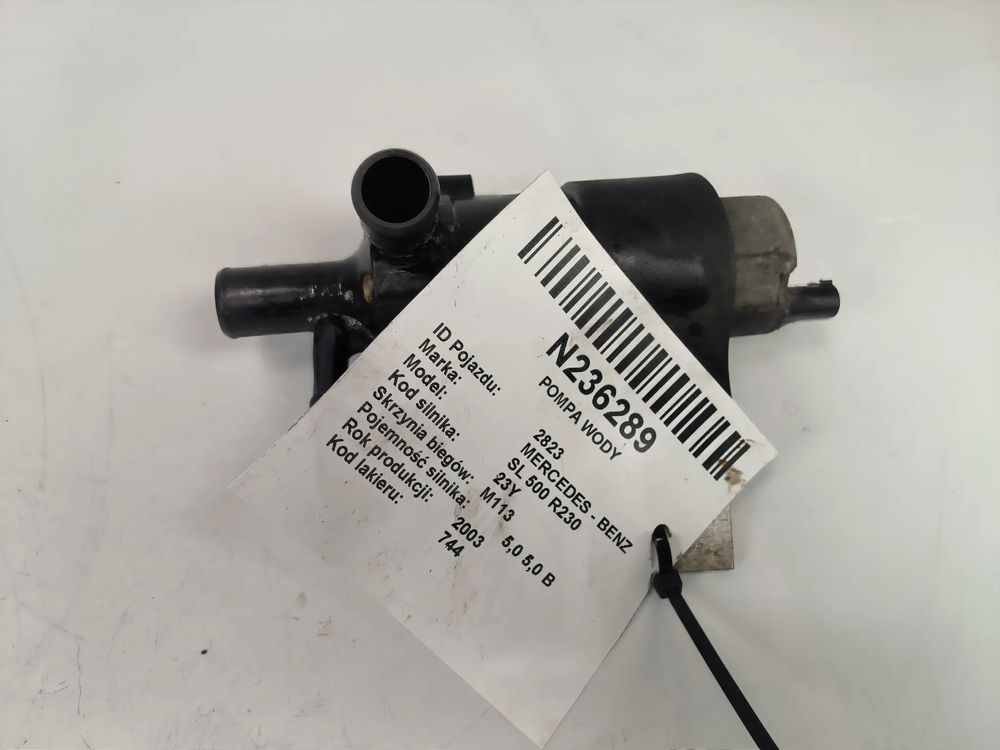 N236289
POMPA WODY
ID Pojazdu: 2823
Marka: MERCEDES - BENZ
Model: SL 500 R230
Kod silnika: 23Y
Skrzynia biegów: M113
Pojemność silnika: 5,0 5,0 B
Rok produkcji: 2003
Kod lakieru: 744